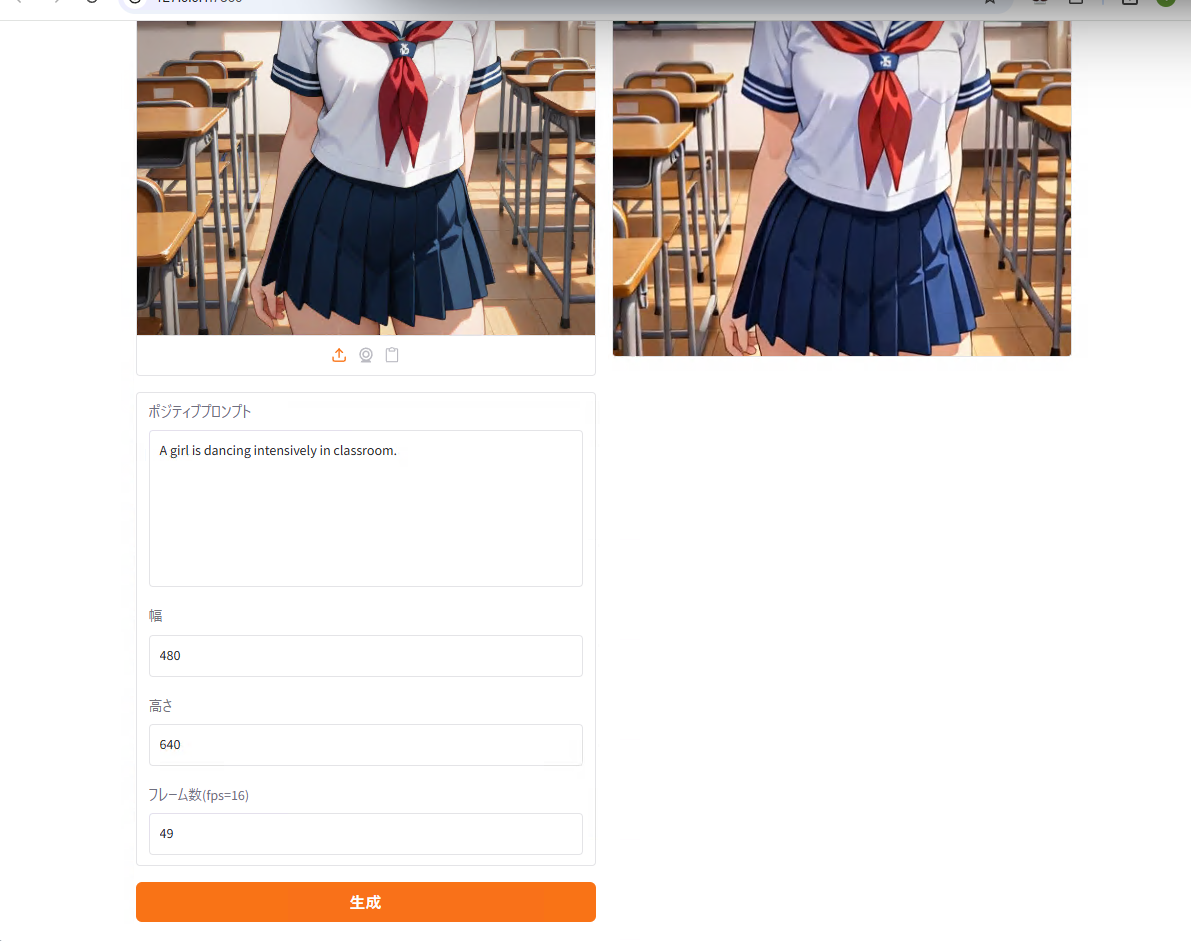 ポジティブプロンプト
A girl is dancing intensively in classroom.
幅
480
高さ
640
フレーム数(fps=16)
49
生成